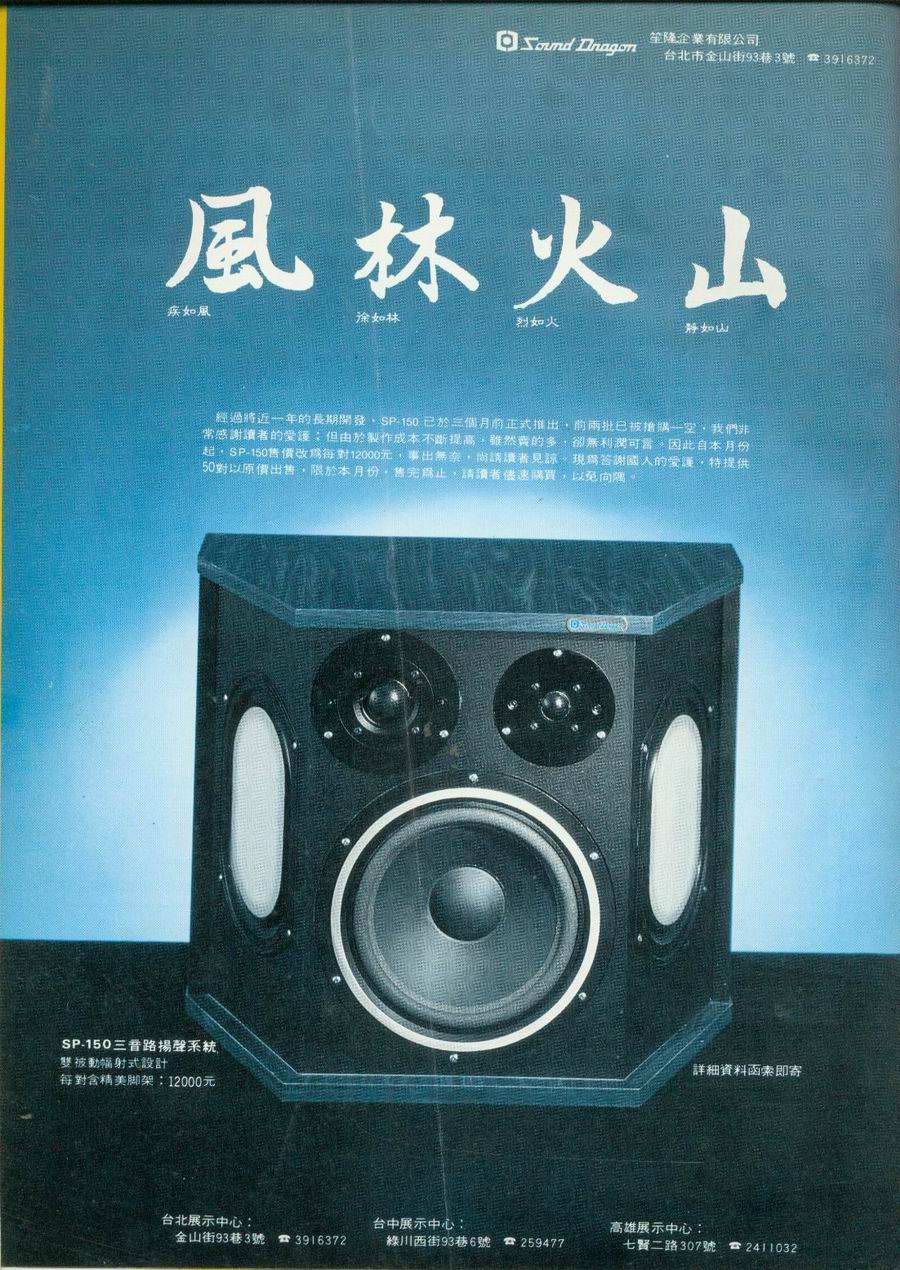 Sound Dragon 笙隆企業有限公司
台北市金山街93巷3號 ☎ 3916372
風 林 火 山
疾如風 徐如林 烈如火 靜如山
經過將近一年的長期開發,SP-150 已於三個月前正式推出,前兩批已被搶購一空,我們非
常感謝讀者的愛護;但由於製作成本不斷提高,雖然賣的多,卻無利潤可言。因此自本月份
起,SP-150售價改為每對12000元,事出無奈,尚請讀者見諒。現為答謝國人的愛護,特提供
50對以原價出售,限於本月份,售完為止,請讀者儘速購買,以免向隅。
Sound Dragon
SP-150三音路揚聲系統
雙被動幅射式設計
每對含精美脚架:12000元
詳細資料函索即寄
台北展示中心:
金山街93巷3號 ☎ 3916372
台中展示中心:
綠川西街93巷6號 ☎ 259477
高雄展示中心:
七賢二路307號 ☎ 2411032